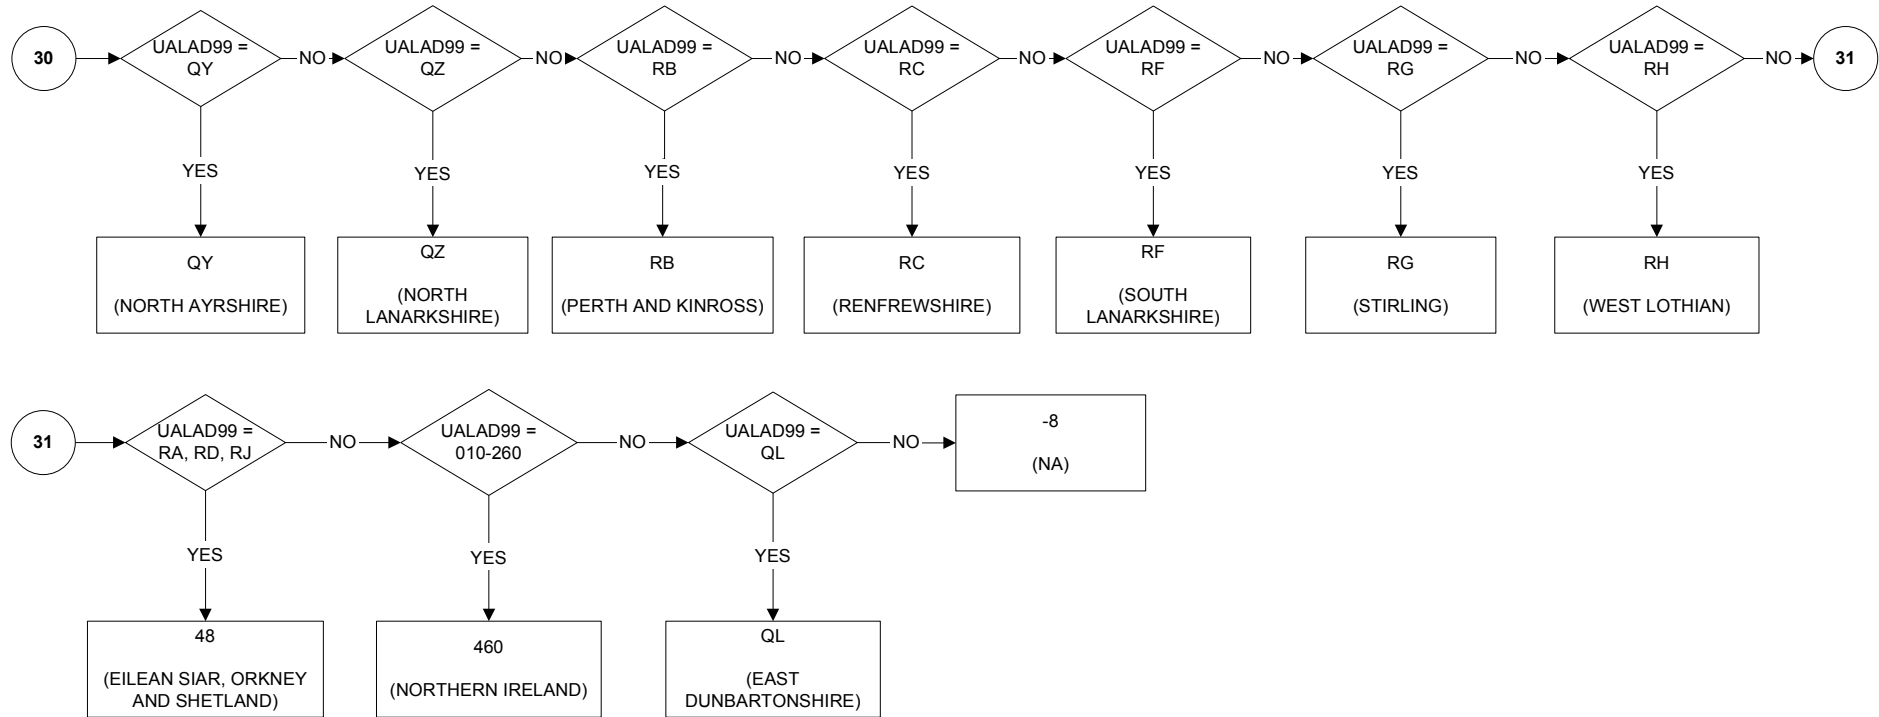 30
UALAD99 =
QY
NO
UALAD99 =
QZ
NO
UALAD99 =
RB
NO
UALAD99 =
RC
NO
UALAD99 =
RF
NO
UALAD99 =
RG
NO
UALAD99 =
RH
NO
31
YES
YES
YES
YES
YES
YES
YES
QY
(NORTH AYRSHIRE)
QZ
(NORTH
LANARKSHIRE)
RB
(PERTH AND KINROSS)
RC
(RENFREWSHIRE)
RF
(SOUTH
LANARKSHIRE)
RG
(STIRLING)
RH
(WEST LOTHIAN)
31
UALAD99 =
RA, RD, RJ
NO
UALAD99 =
010-260
NO
UALAD99 =
QL
NO
-8
(NA)
YES
YES
YES
48
(EILEAN SIAR, ORKNEY
AND SHETLAND)
460
(NORTHERN IRELAND)
QL
(EAST
DUNBARTONSHIRE)